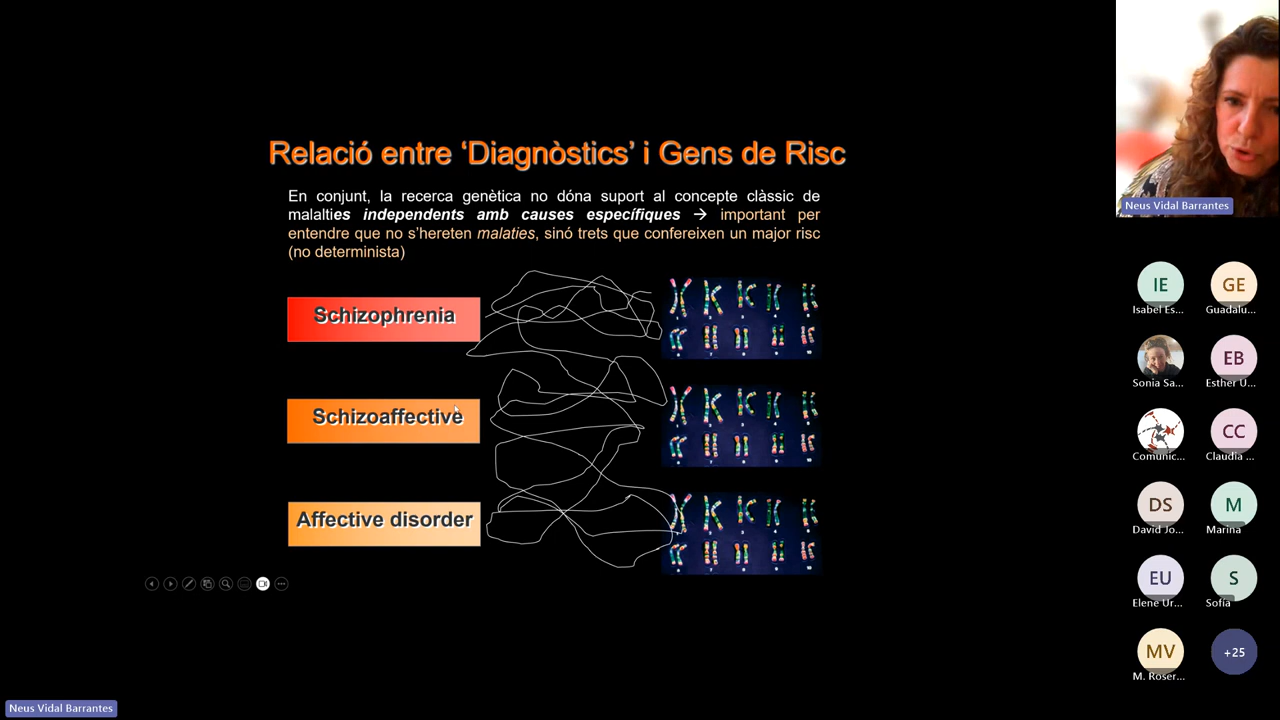 Relació entre ‘Diagnòstics’ i Gens de Risc
En conjunt, la recerca genètica no dóna suport al concepte clàssic de
malalties independents amb causes específiques → important per
entendre que no s’hereten malaties, sinó trets que confereixen un major risc
(no determinista)
Schizophrenia
Schizoaffective
Affective disorder
Neus Vidal Barrantes
IE
GE
Isabel Es...
Guadalu...
EB
Sonia Sa...
Esther U...
CC
Comunic...
Claudia ...
DS
M
David Jo...
Marina
EU
S
Elene Ur...
Sofía
MV
+25
M. Roser...
Neus Vidal Barrantes